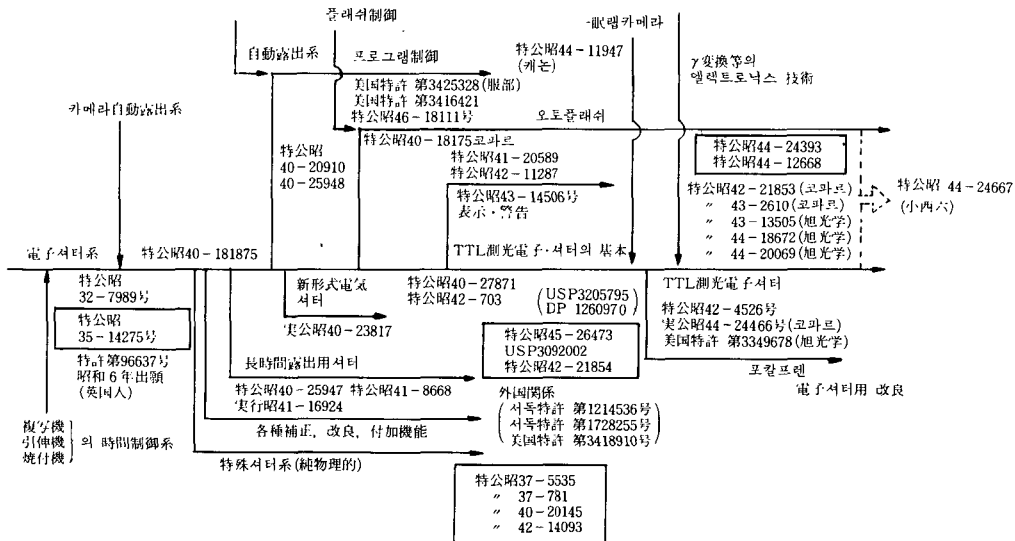 플래쉬制御
一眼랩카메라
自動露出系
프로그램制御
特公昭44-11947
(캐논)
γ変換等의
엘렉트로닉스 技術
美国特許 第3425328(服部)
美国特許 第3416421
特公昭46-18111号
카메라自動露出系
오토플래쉬
特公昭40-18175코파르
特公昭
40-20910
40-25948
特公昭41-20589
特公昭42-11287
特公昭43-14506号
表示·警告
特公昭44-24393
特公昭44-12668
特公昭42-21853(코파르)
〃 43-2610(코파르)
〃 43-13505(旭光学)
〃 44-18672(旭光学)
〃 44-20069(旭光学)
特公昭 44-24667
(小西六)
電子셔터系
特公昭40-181875
TTL測光電子·셔터의 基本
特公昭
32-7989号
特公昭
35-14275号
特許第96637号
昭和6年出願
(英国人)
新形式電気
셔터
実公昭40-23817
特公昭40-27871
特公昭42-703
(USP3205795
DP 1260970)
TTL測光電子셔터
特公昭42-4526号
実公昭44-24466号(코파르)
美国特許 第3349678(旭光学)
特公昭45-26473
USP3092002
特公昭42-21854
長時間露出用셔터
特公昭40-25947 特公昭41-8668
実行昭41-16924
포칼프렌
電子셔터用 改良
外国関係
(서독特許 第1214536号
서독特許 第1728255号
美国特許 第3418910号)
各種補正, 改良, 付加機能
複写機
引伸機
焼付機
의 時間制御系
特殊셔터系(純物理的)
特公昭37-5535
〃 37-781
〃 40-20145
〃 42-14093